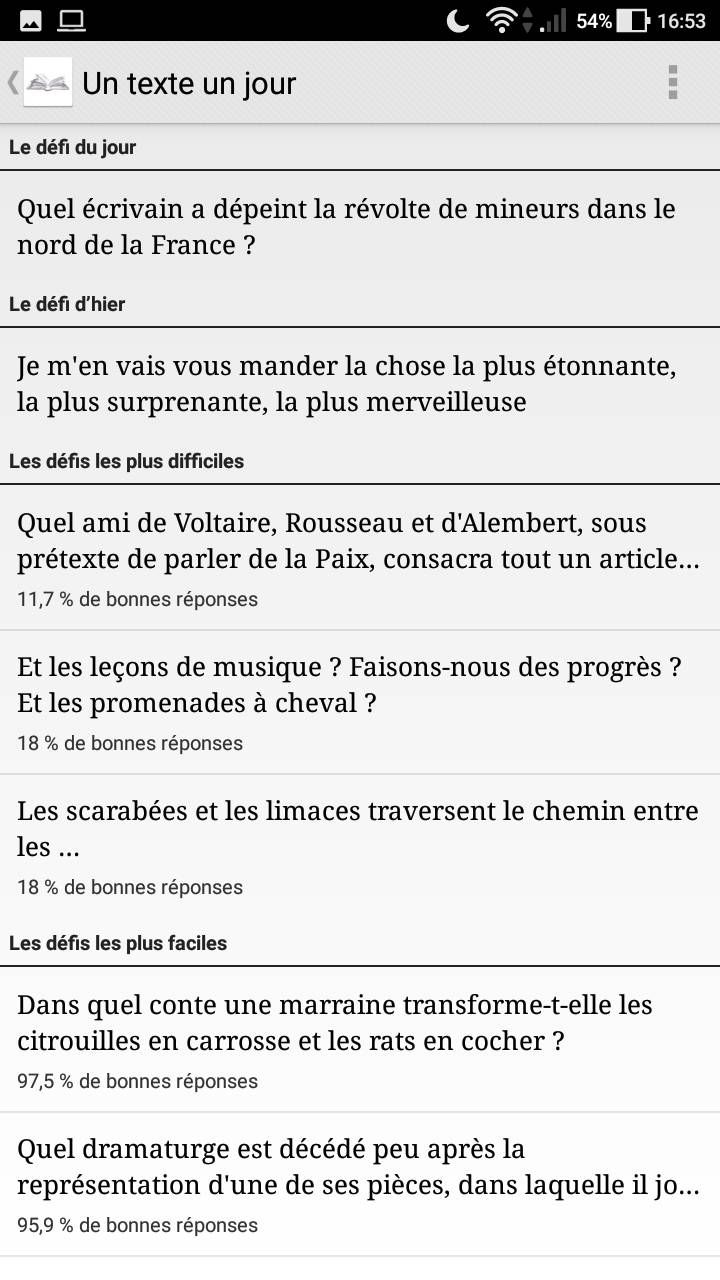 54% 16:53
Un texte un jour
Le défi du jour
Quel écrivain a dépeint la révolte de mineurs dans le
nord de la France ?
Le défi d’hier
Je m'en vais vous mander la chose la plus étonnante,
la plus surprenante, la plus merveilleuse
Les défis les plus difficiles
Quel ami de Voltaire, Rousseau et d'Alembert, sous
prétexte de parler de la Paix, consacra tout un article...
11,7 % de bonnes réponses
Et les leçons de musique ? Faisons-nous des progrès ?
Et les promenades à cheval ?
18 % de bonnes réponses
Les scarabées et les limaces traversent le chemin entre
les ...
18 % de bonnes réponses
Les défis les plus faciles
Dans quel conte une marraine transforme-t-elle les
citrouilles en carrosse et les rats en cocher ?
97,5 % de bonnes réponses
Quel dramaturge est décédé peu après la
représentation d'une de ses pièces, dans laquelle il jo...
95,9 % de bonnes réponses